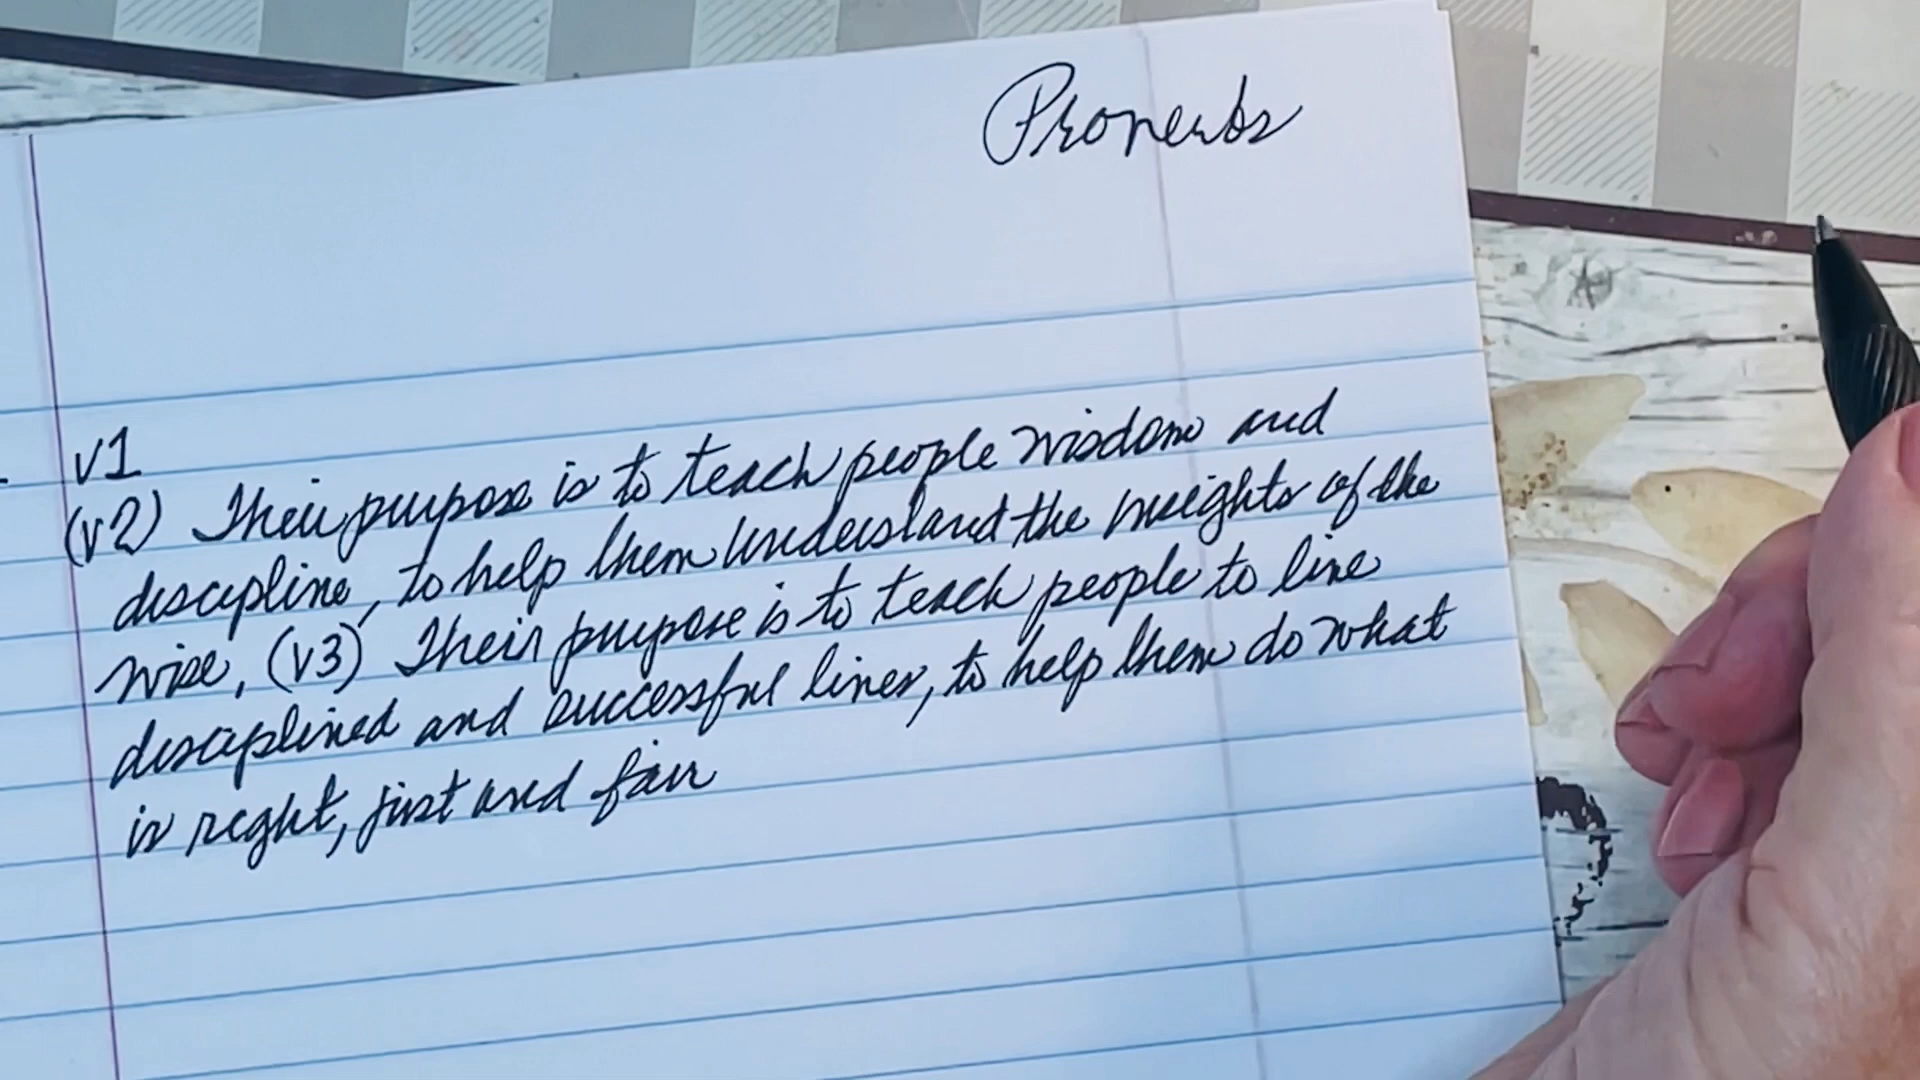 Proverbs
v1
(v2) Their purpose is to teach people wisdom and
discipline, to help them understand the insights of the
wise. (v3) Their purpose is to teach people to live
disciplined and successful lives, to help them do what
is right, just and fair